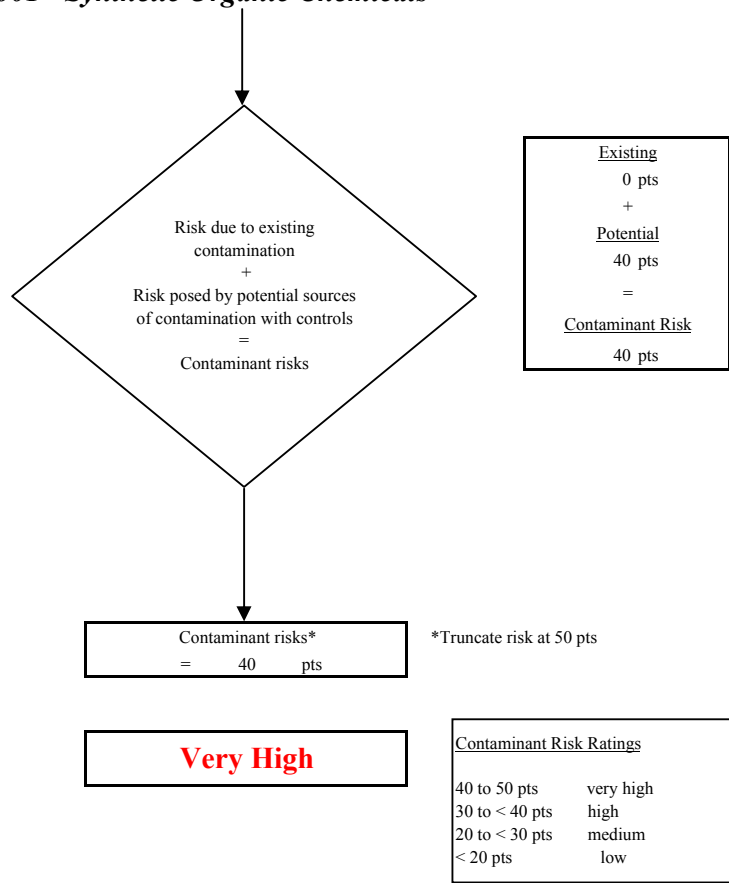 Synthetic Organic Chemicals
Risk due to existing
contamination
+
Risk posed by potential sources
of contamination with controls
=
Contaminant risks
Existing
0 pts
+
Potential
40 pts
=
Contaminant Risk
40 pts
Contaminant risks*
= 40 pts
*Truncate risk at 50 pts
Very High
Contaminant Risk Ratings
40 to 50 pts very high
30 to < 40 pts high
20 to < 30 pts medium
< 20 pts low